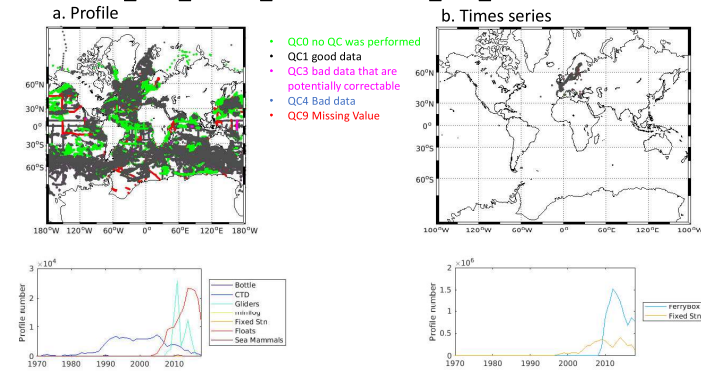 a. Profile
b. Times series
• QC0 no QC was performed
• QC1 good data
• QC3 bad data that are
potentially correctable
• QC4 Bad data
• QC9 Missing Value
60°N
30°N
0°
30°S
60°S
180°W 120°W 60°W 0° 60°E 120°E 180°W
60°N
30°N
0°
30°S
60°S
120°W 60°W 0° 60°E 120°E
3 ×10⁴
2
1
0
Profile number
1970 1980 1990 2000 2010
Bottle
CTD
Gliders
Fixed Stn
Floats
Sea Mammals
2 ×10⁶
1.5
1
0.5
0
Profile number
1970 1980 1990 2000 2010
FerryBox
Fixed Stn